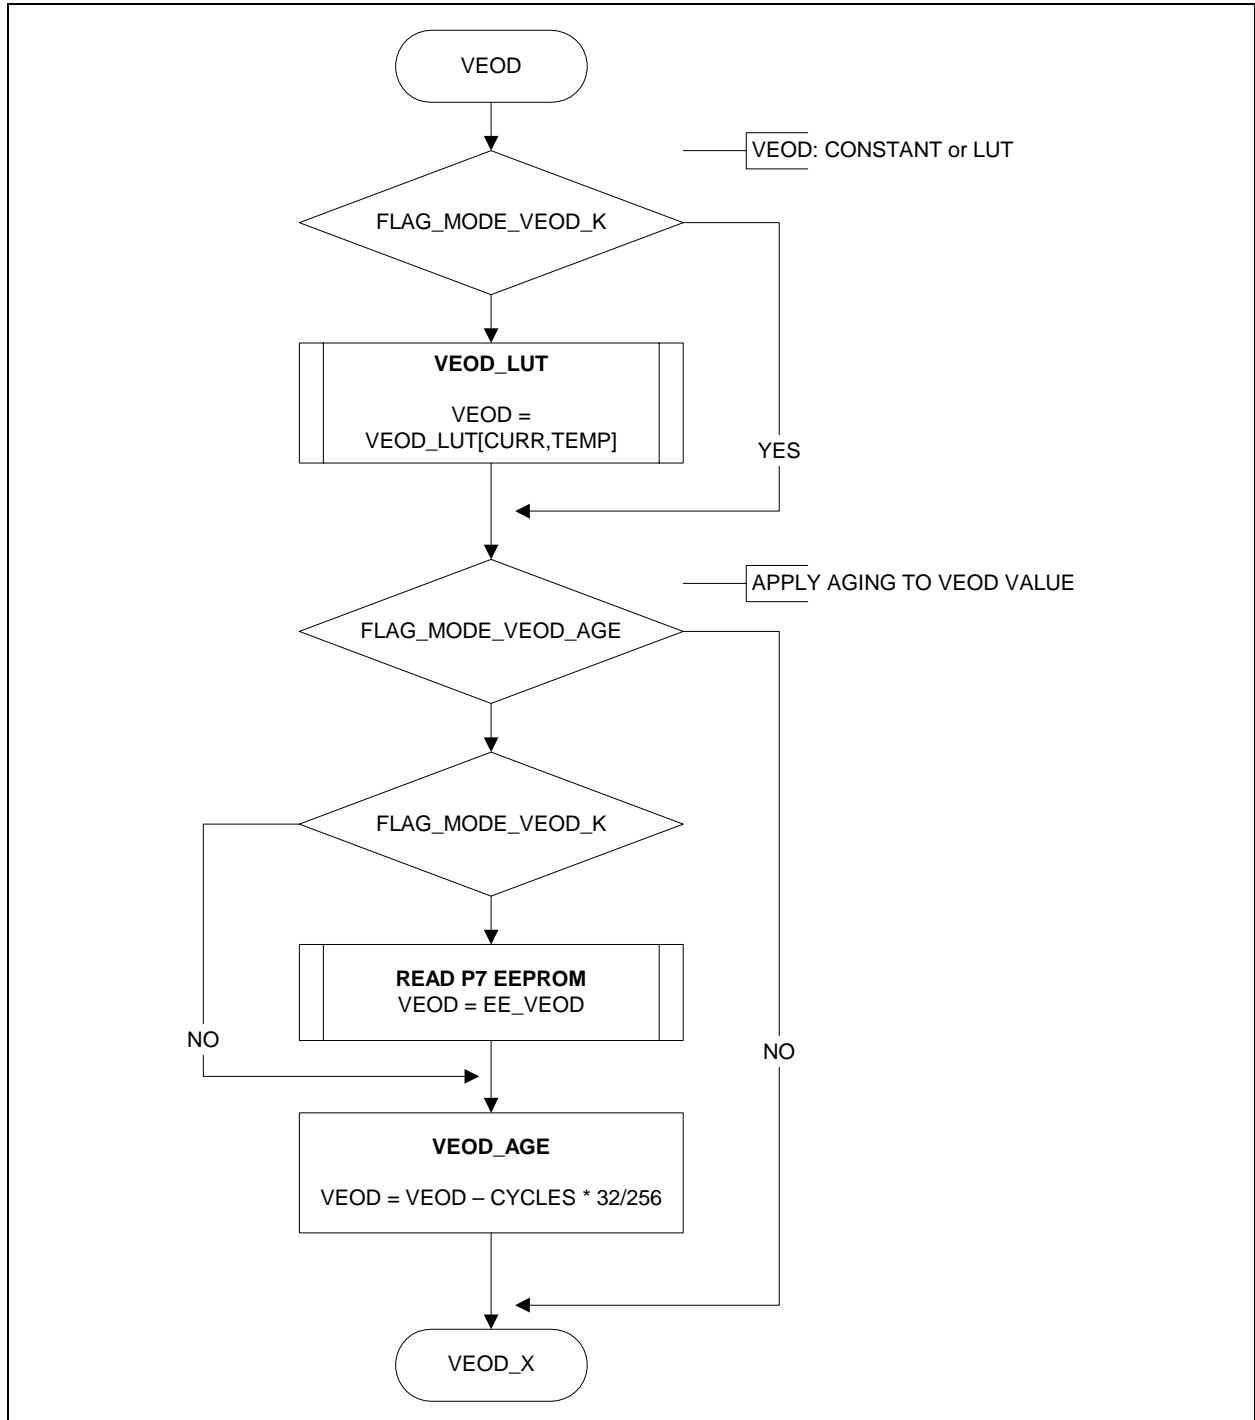 VEOD
VEOD: CONSTANT or LUT
FLAG_MODE_VEOD_K
VEOD_LUT
VEOD =
VEOD_LUT[CURR,TEMP]
YES
APPLY AGING TO VEOD VALUE
FLAG_MODE_VEOD_AGE
FLAG_MODE_VEOD_K
READ P7 EEPROM
VEOD = EE_VEOD
NO
NO
VEOD_AGE
VEOD = VEOD – CYCLES * 32/256
VEOD_X